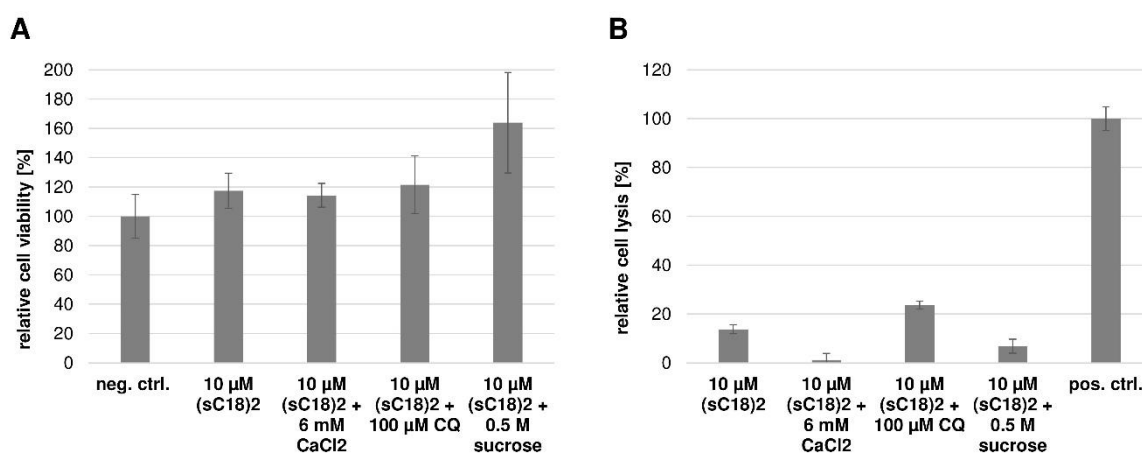 A
relative cell viability [%]
200
180
160
140
120
100
80
60
40
20
0
neg. ctrl.
10 µM
(sC18)2
10 µM
(sC18)2 +
6 mM
CaCl2
10 µM
(sC18)2 +
100 µM CQ
10 µM
(sC18)2 +
0.5 M
sucrose
B
relative cell lysis [%]
120
100
80
60
40
20
0
10 µM
(sC18)2
10 µM
(sC18)2 +
6 mM
CaCl2
10 µM
(sC18)2 +
100 µM CQ
10 µM
(sC18)2 +
0.5 M
sucrose
pos. ctrl.